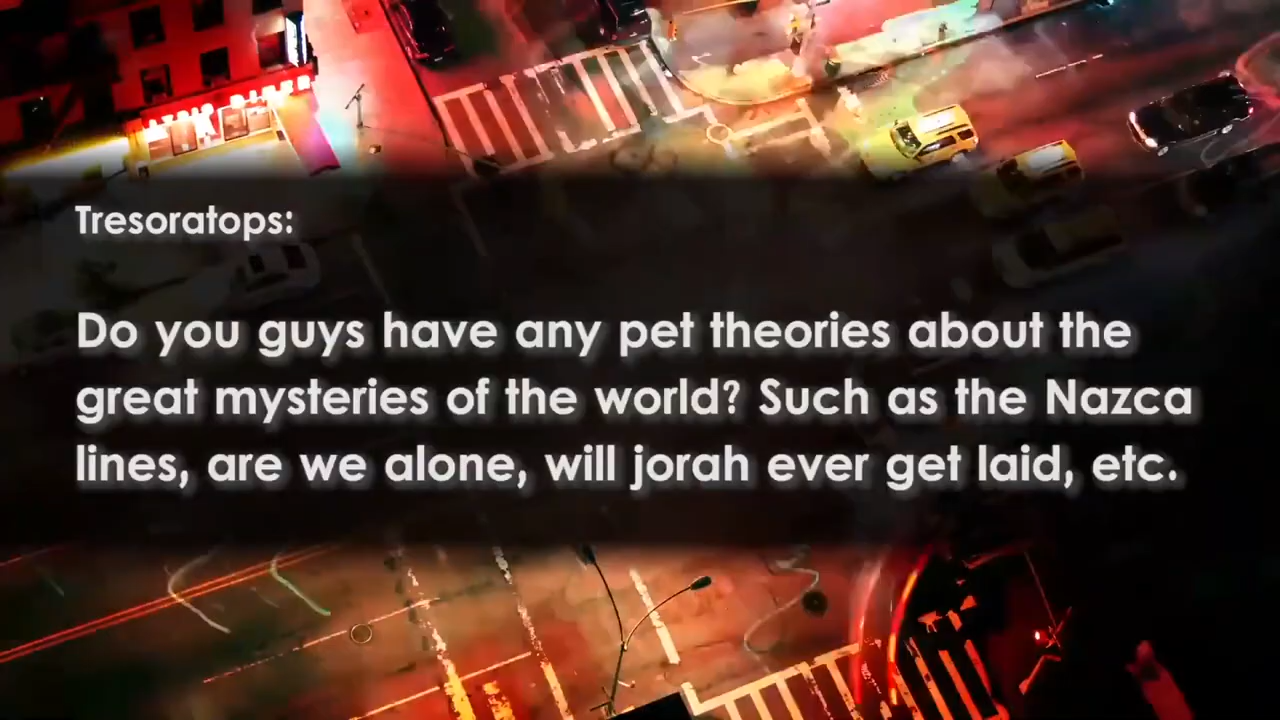 Tresoratops:
Do you guys have any pet theories about the
great mysteries of the world? Such as the Nazca
lines, are we alone, will jorah ever get laid, etc.